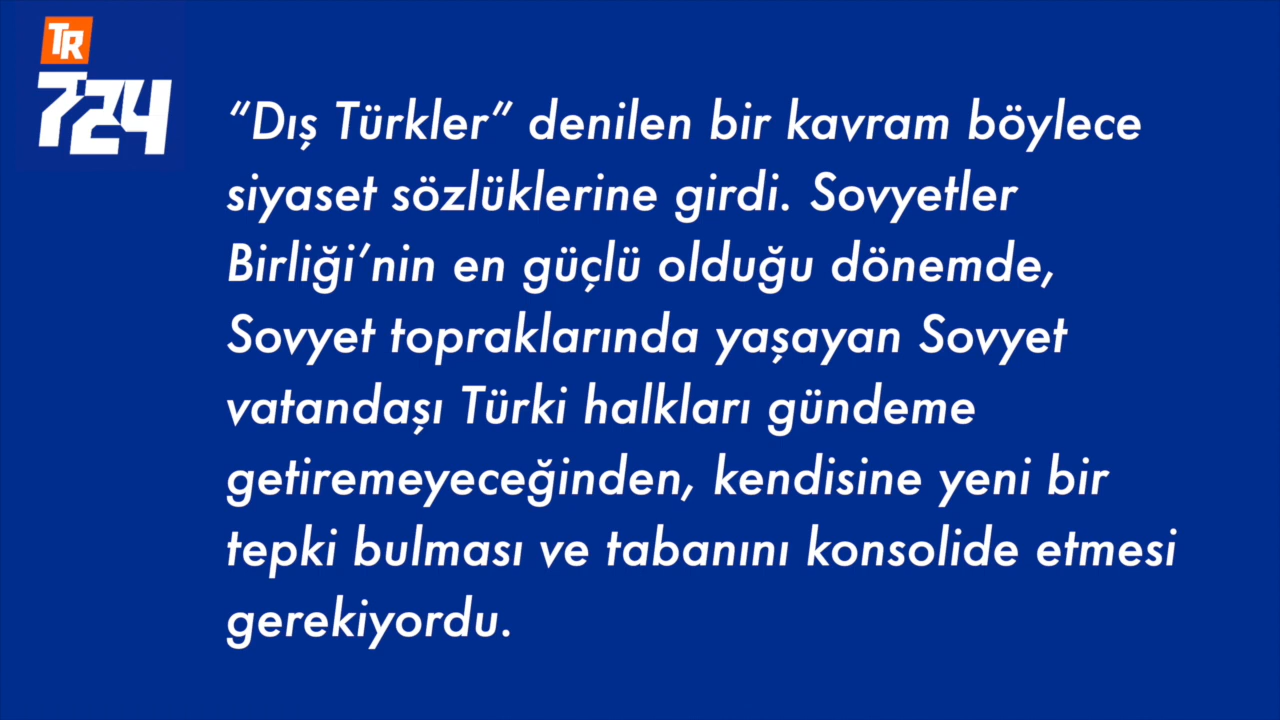 TR
724
“Dış Türkler” denilen bir kavram böylece
siyaset sözlüklerine girdi. Sovyetler
Birliği’nin en güçlü olduğu dönemde,
Sovyet topraklarında yaşayan Sovyet
vatandaşı Türki halkları gündeme
getiremeyeceğinden, kendisine yeni bir
tepki bulması ve tabanını konsolide etmesi
gerekiyordu.